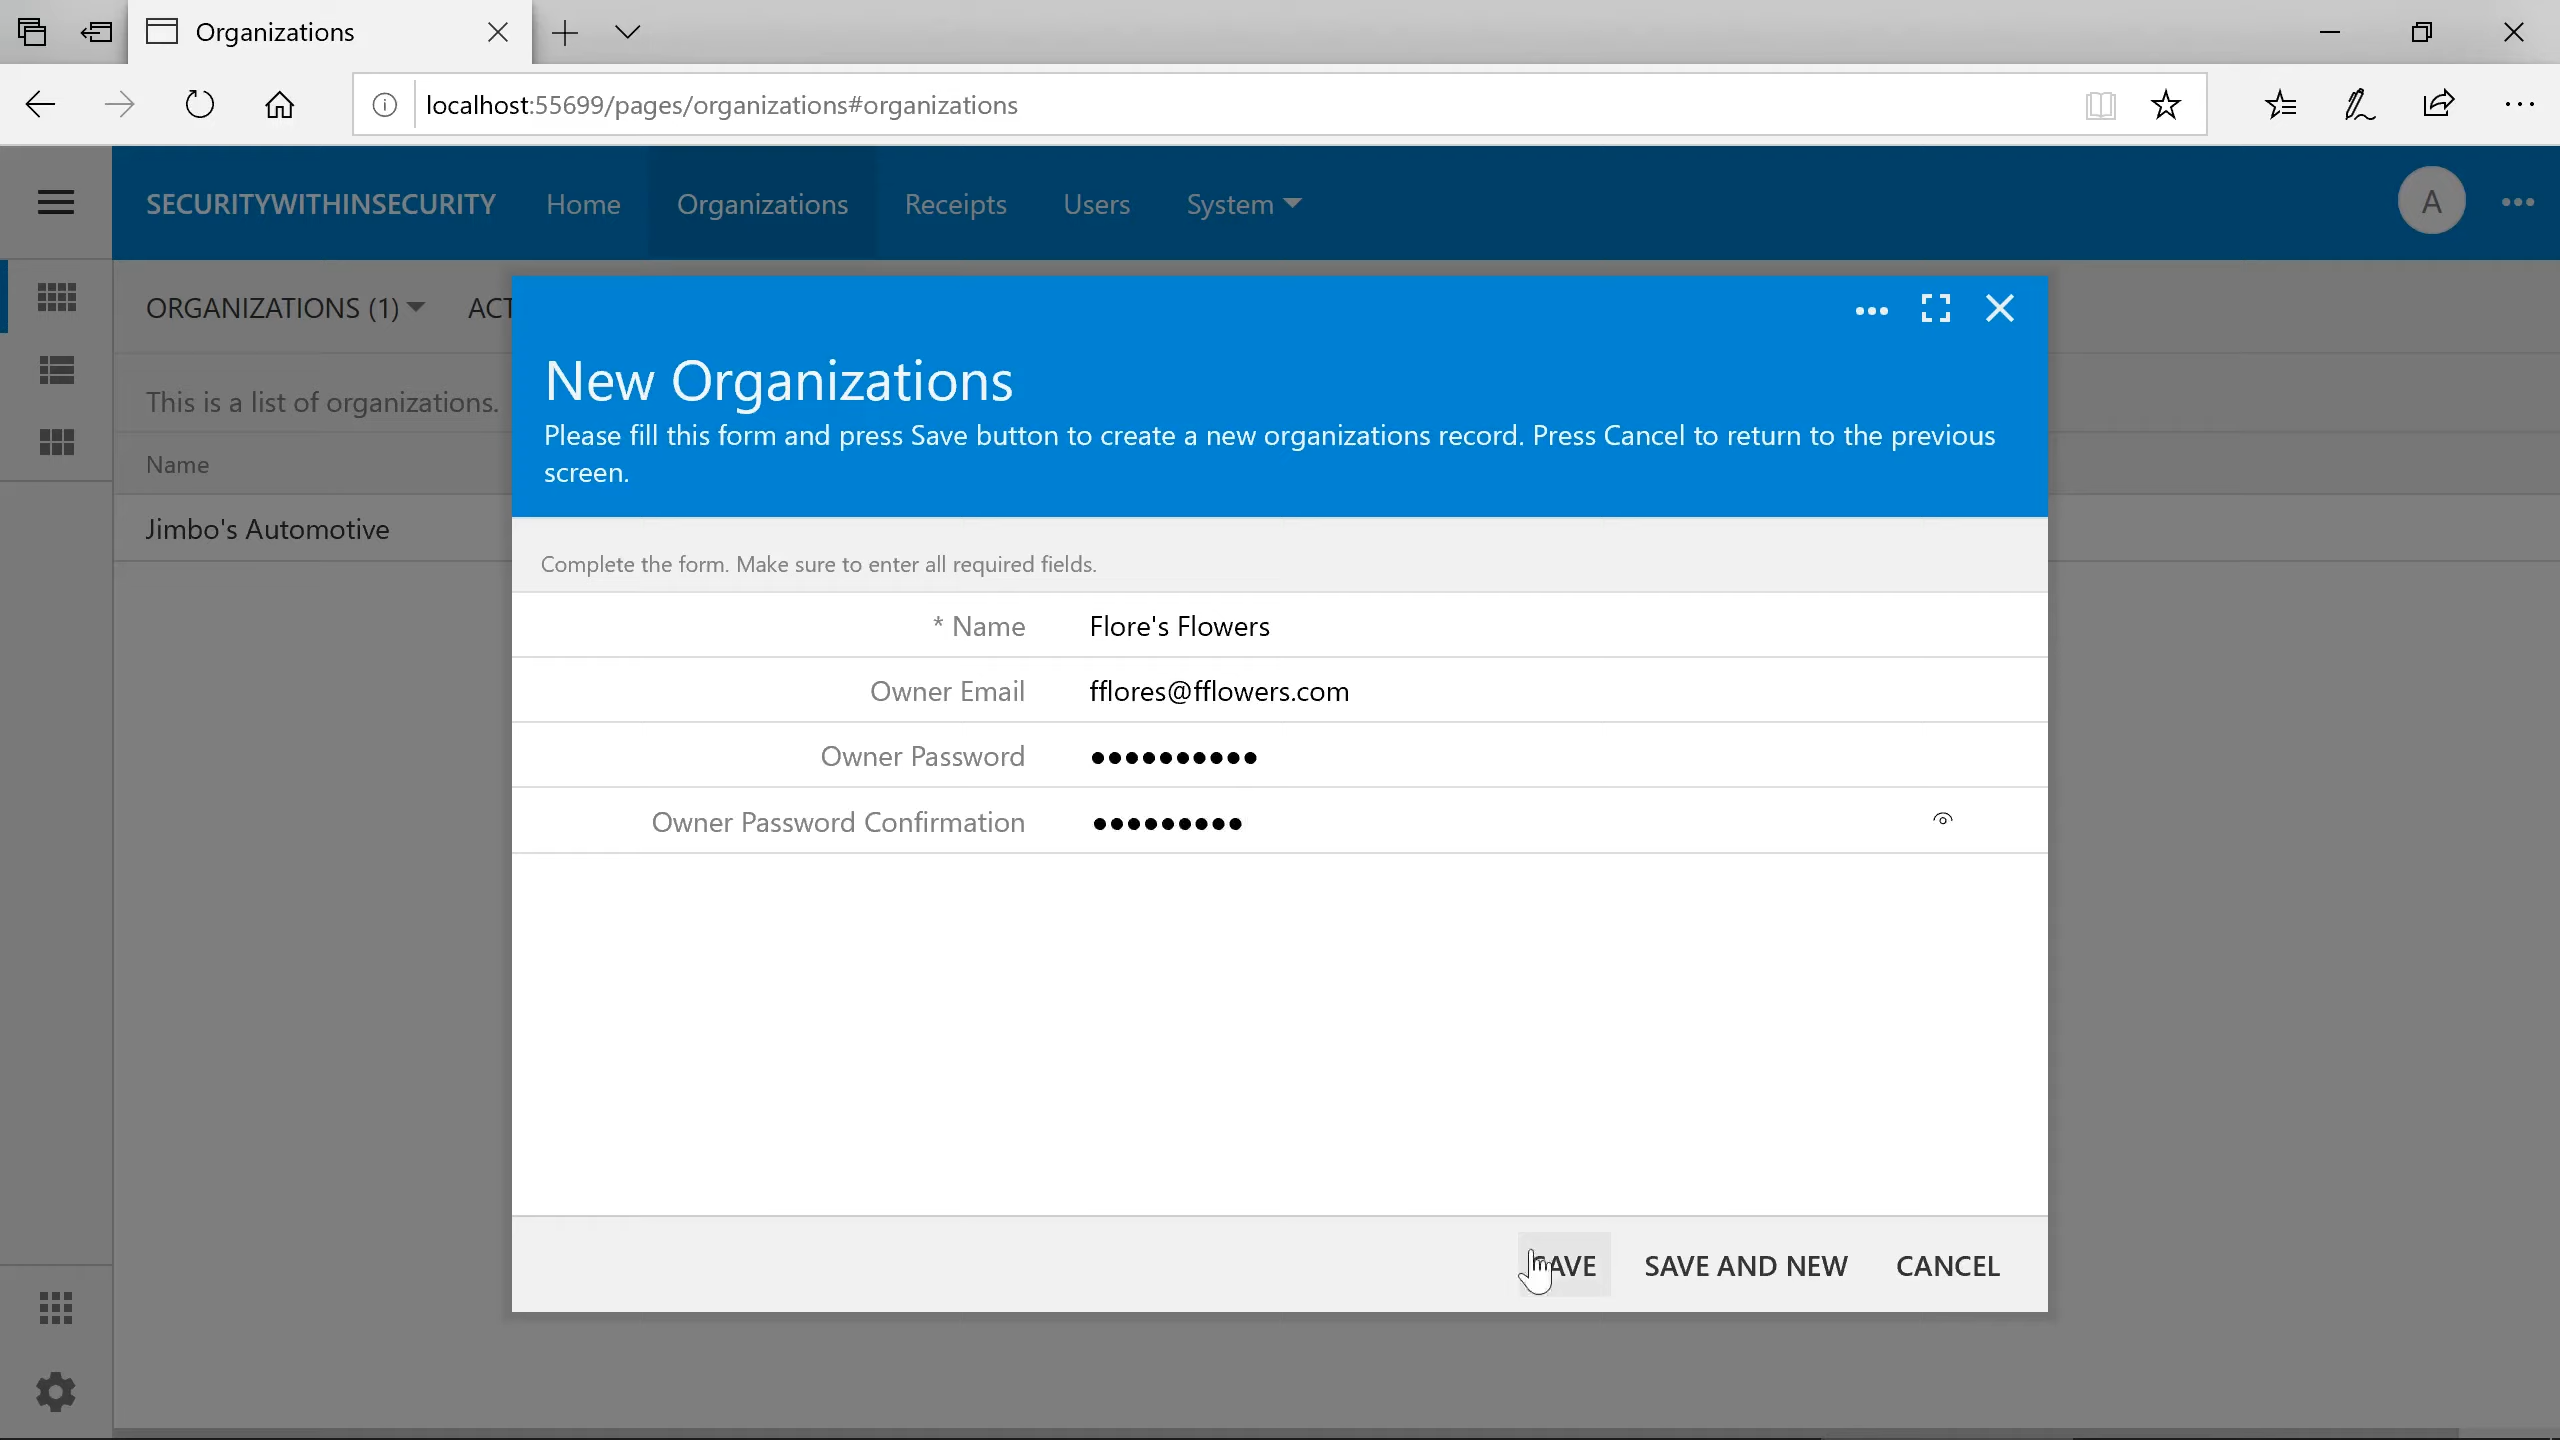 Organizations
localhost:55699/pages/organizations#organizations
SECURITYWITHINSECURITY Home Organizations Receipts Users System A
ORGANIZATIONS (1) ACT
New Organizations
Please fill this form and press Save button to create a new organizations record. Press Cancel to return to the previous
screen.
This is a list of organizations.
Name
Jimbo's Automotive
Complete the form. Make sure to enter all required fields.
* Name Flore's Flowers
Owner Email fflores@fflowers.com
Owner Password ••••••••••
Owner Password Confirmation •••••••••
SAVE SAVE AND NEW CANCEL